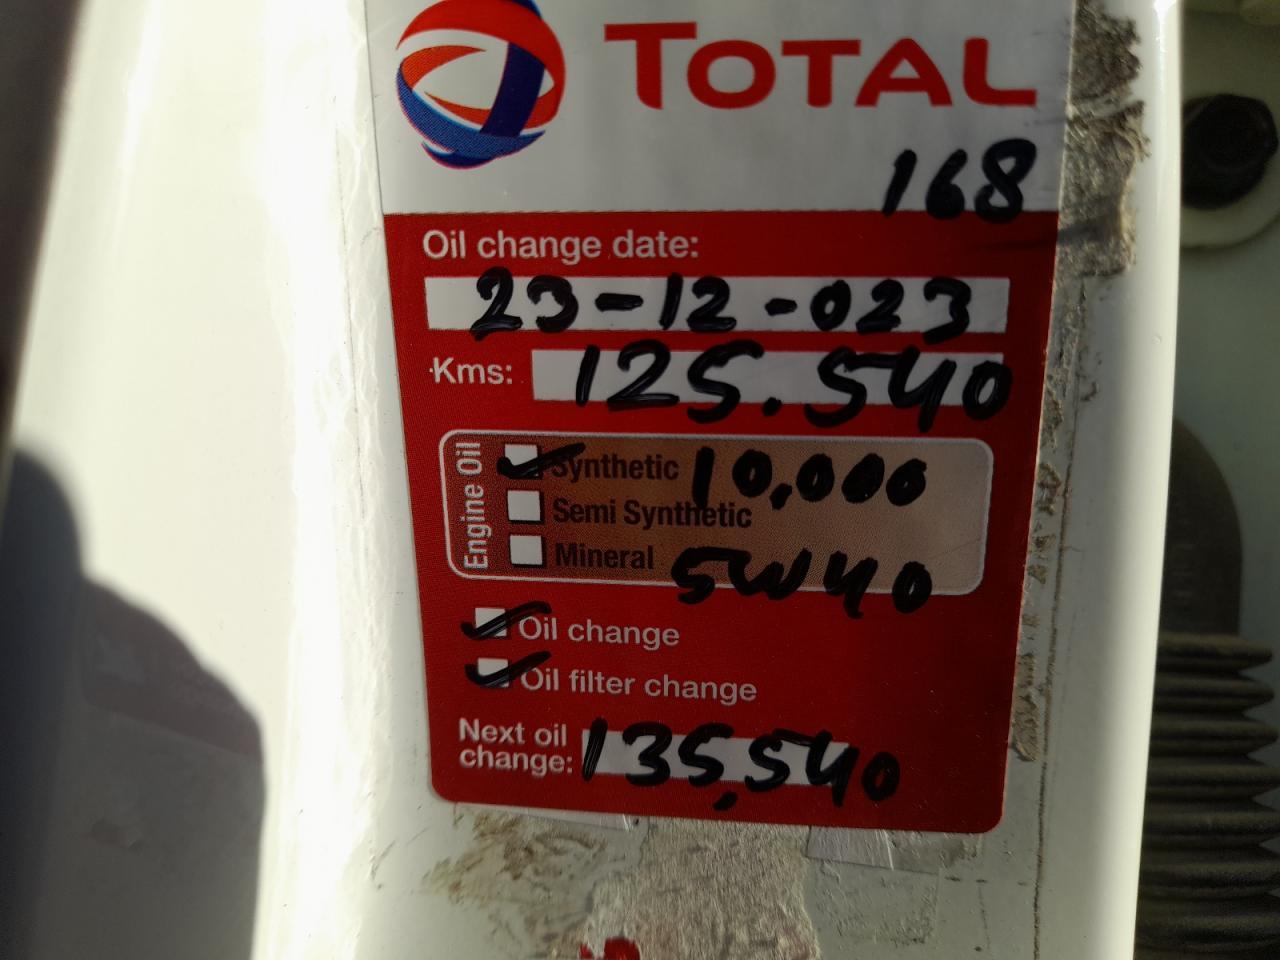 TOTAL
168
Oil change date:
23-12-023
Kms: 125.540
Engine Oil
Synthetic 10,000
Semi Synthetic
Mineral 5W40
Oil change
Oil filter change
Next oil
change: 135,540